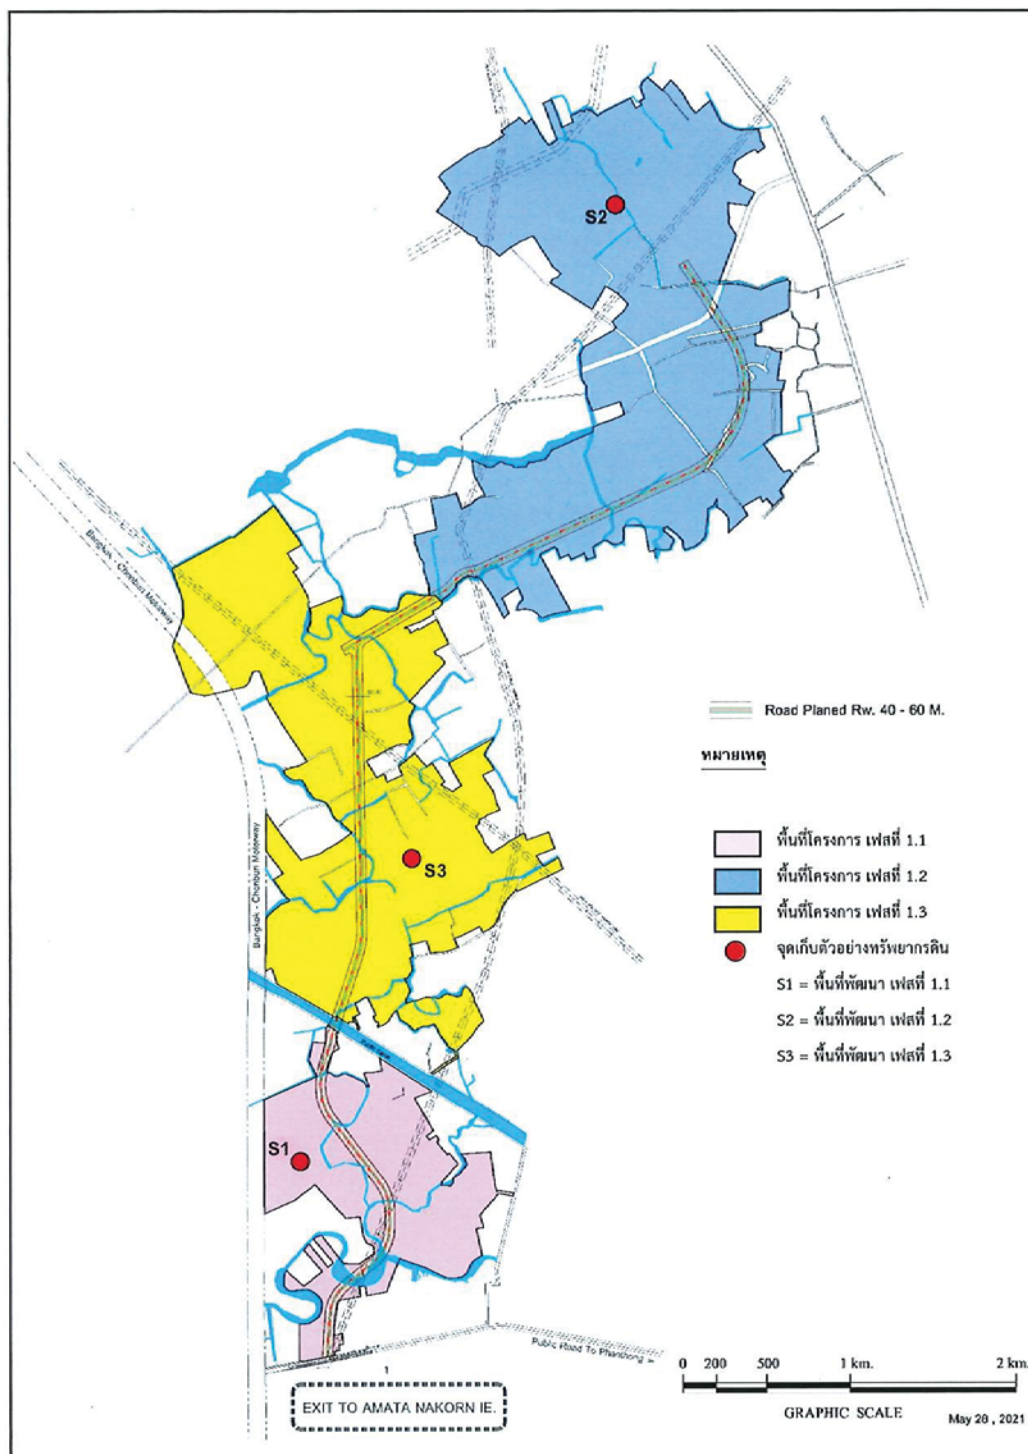 S2
Bangkok - Chonburi Motorway
Road Planed Rw. 40 - 60 M.
หมายเหตุ
พื้นที่โครงการ เฟสที่ 1.1
พื้นที่โครงการ เฟสที่ 1.2
พื้นที่โครงการ เฟสที่ 1.3
จุดเก็บตัวอย่างทรัพยากรดิน
S1 = พื้นที่พัฒนา เฟสที่ 1.1
S2 = พื้นที่พัฒนา เฟสที่ 1.2
S3 = พื้นที่พัฒนา เฟสที่ 1.3
S3
Bangkok - Chonburi Motorway
S1
Public Road To Phanthong
1
EXIT TO AMATA NAKORN IE.
0 200 500 1 km. 2 km.
GRAPHIC SCALE
May 28 , 2021